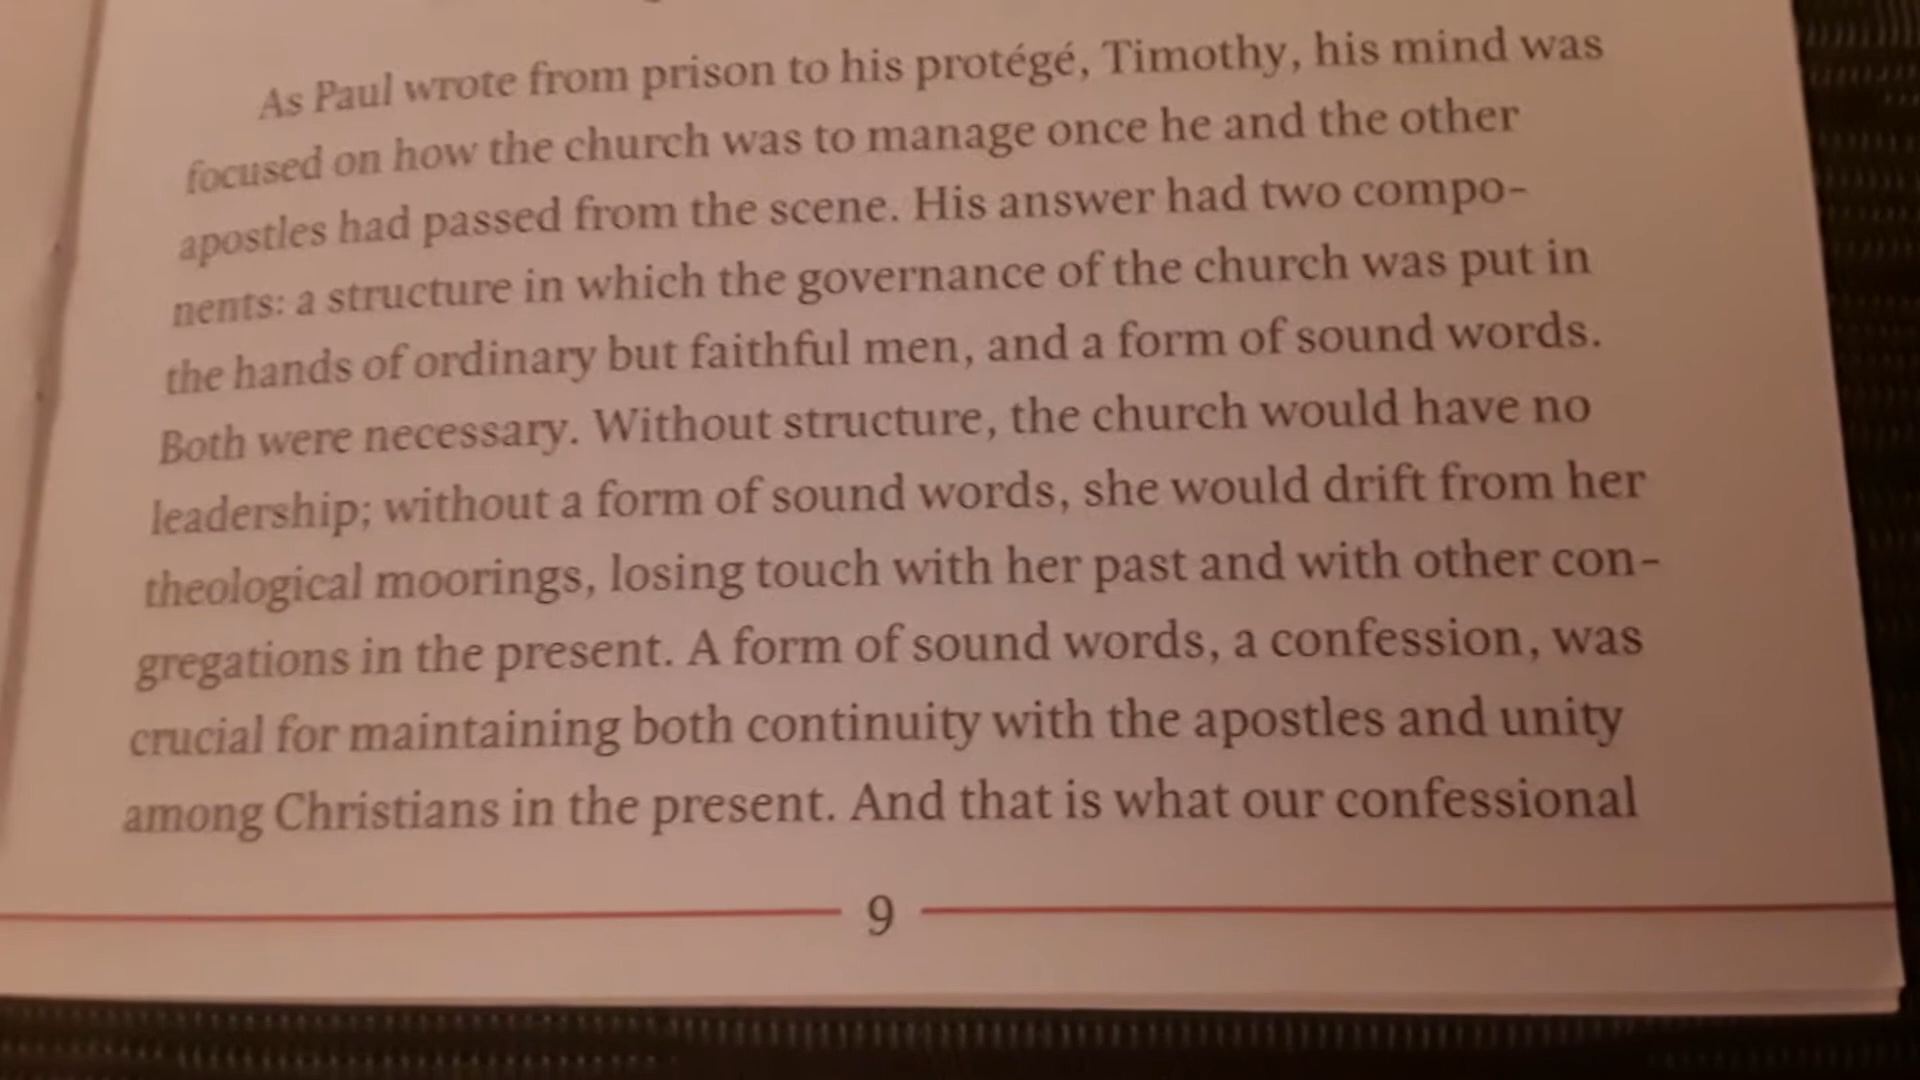 As Paul wrote from prison to his protégé, Timothy, his mind was
focused on how the church was to manage once he and the other
apostles had passed from the scene. His answer had two compo-
nents: a structure in which the governance of the church was put in
the hands of ordinary but faithful men, and a form of sound words.
Both were necessary. Without structure, the church would have no
leadership; without a form of sound words, she would drift from her
theological moorings, losing touch with her past and with other con-
gregations in the present. A form of sound words, a confession, was
crucial for maintaining both continuity with the apostles and unity
among Christians in the present. And that is what our confessional
9